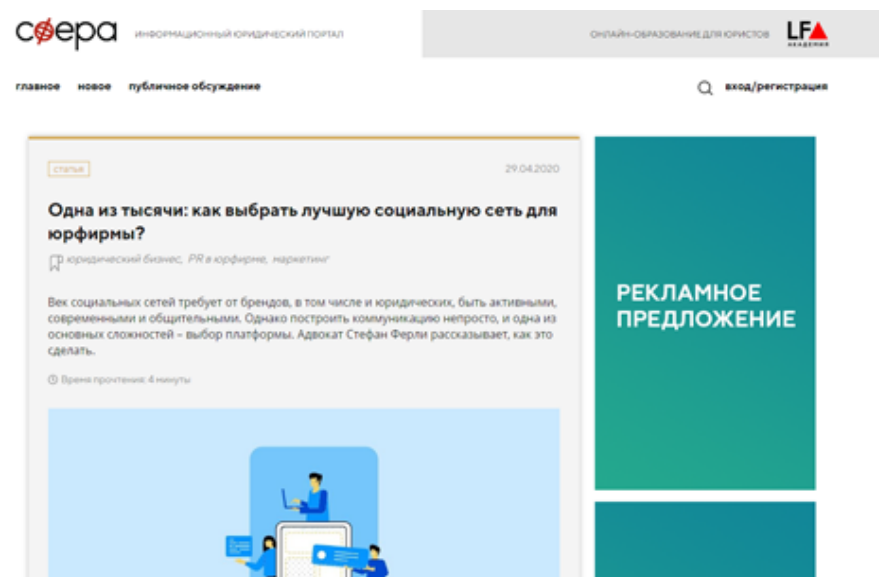 сфера
ИНФОРМАЦИОННЫЙ ЮРИДИЧЕСКИЙ ПОРТАЛ
ОНЛАЙН-ОБРАЗОВАНИЕ ДЛЯ ЮРИСТОВ
LFA
АКАДЕМИЯ
главное новое публичное обсуждение
вход/регистрация
статья
29.04.2020
Одна из тысячи: как выбрать лучшую социальную сеть для
юрфирмы?
юридический бизнес, PR в юрфирме, маркетинг
Век социальных сетей требует от брендов, в том числе и юридических, быть активными,
современными и общительными. Однако построить коммуникацию непросто, и одна из
основных сложностей – выбор платформы. Адвокат Стефан Ферли рассказывает, как это
сделать.
Время прочтения: 4 минуты
РЕКЛАМНОЕ
ПРЕДЛОЖЕНИЕ